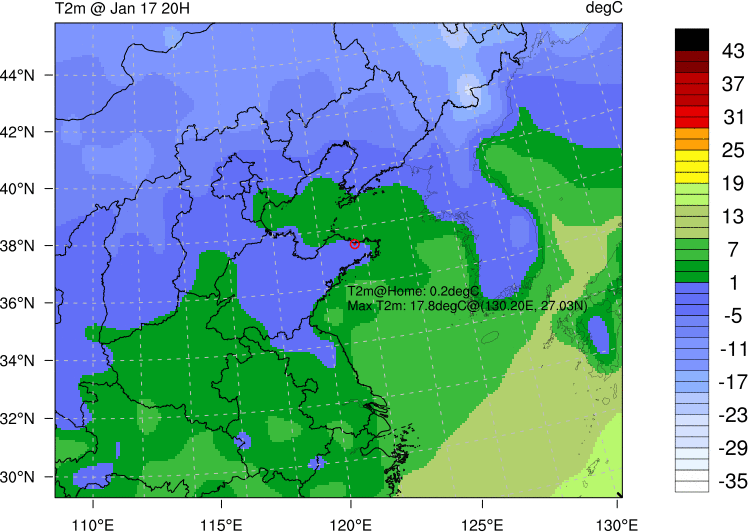 T2m @ Jan 17 20H
degC
44°N
42°N
40°N
38°N
36°N
34°N
32°N
30°N
T2m@Home: 0.2degC
Max T2m: 17.8degC@(130.20E, 27.03N)
110°E
115°E
120°E
125°E
130°E
43
37
31
25
19
13
7
1
-5
-11
-17
-23
-29
-35